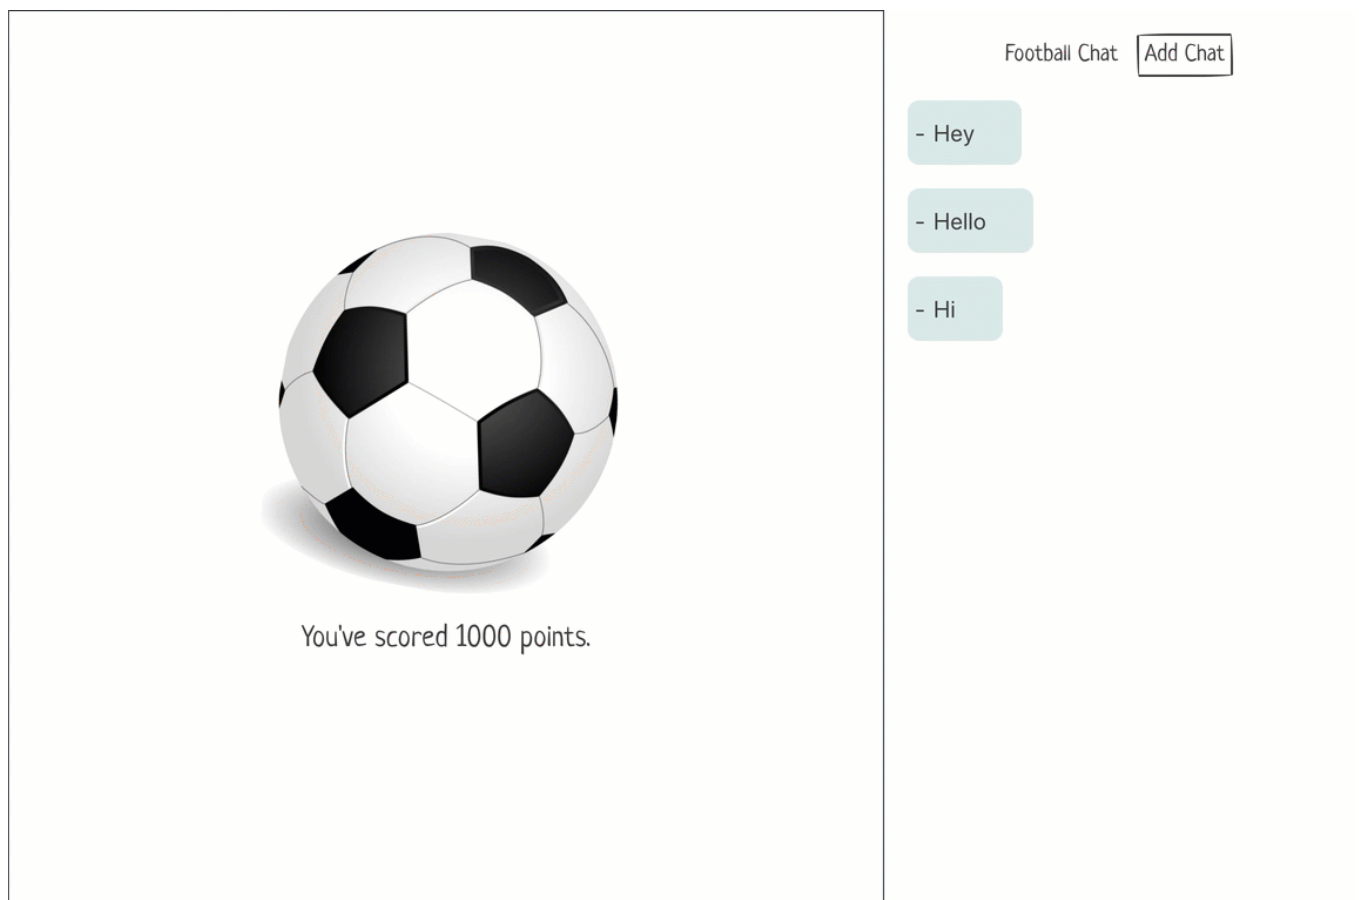 Football Chat Add Chat
- Hey
- Hello
- Hi
You've scored 1000 points.